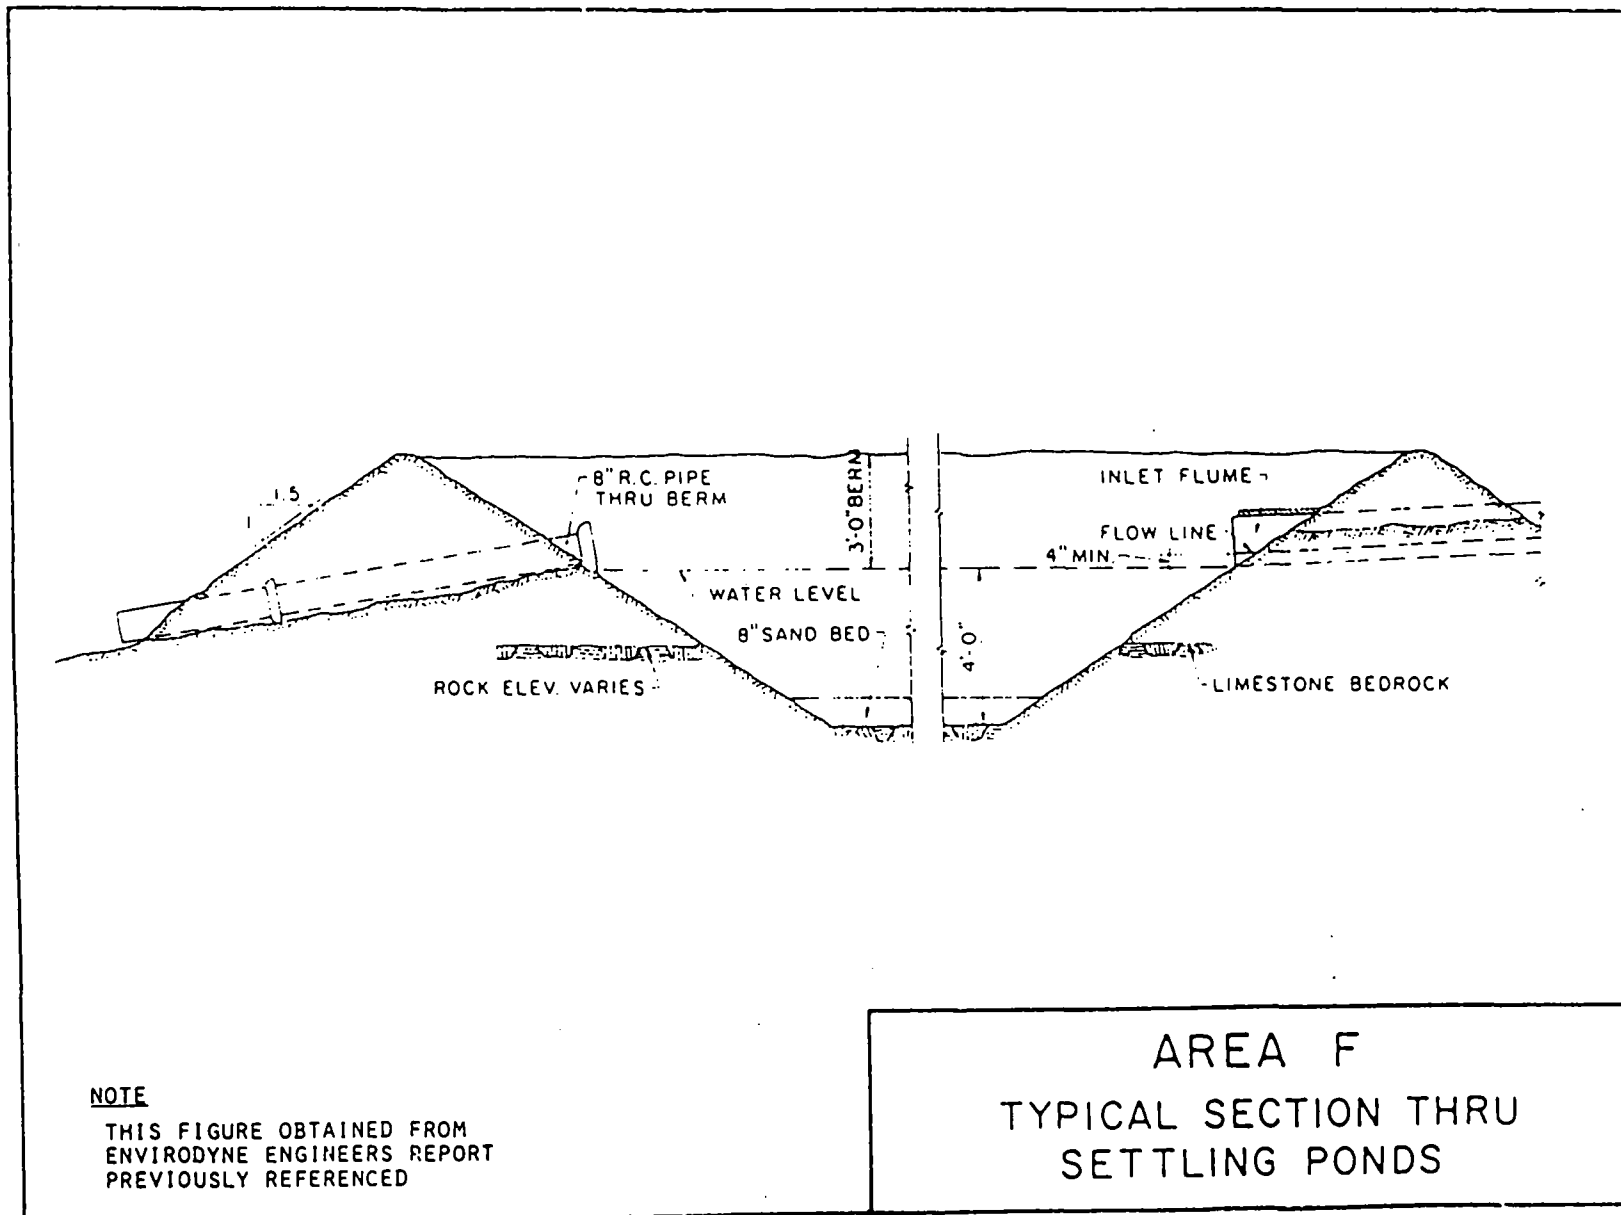 8" R.C. PIPE
THRU BERM
3'-0" BERM
INLET FLUME
1.5
1
FLOW LINE
4" MIN.
WATER LEVEL
8" SAND BED
4'-0"
ROCK ELEV. VARIES
LIMESTONE BEDROCK
AREA F
TYPICAL SECTION THRU
SETTLING PONDS
NOTE
THIS FIGURE OBTAINED FROM
ENVIRODYNE ENGINEERS REPORT
PREVIOUSLY REFERENCED